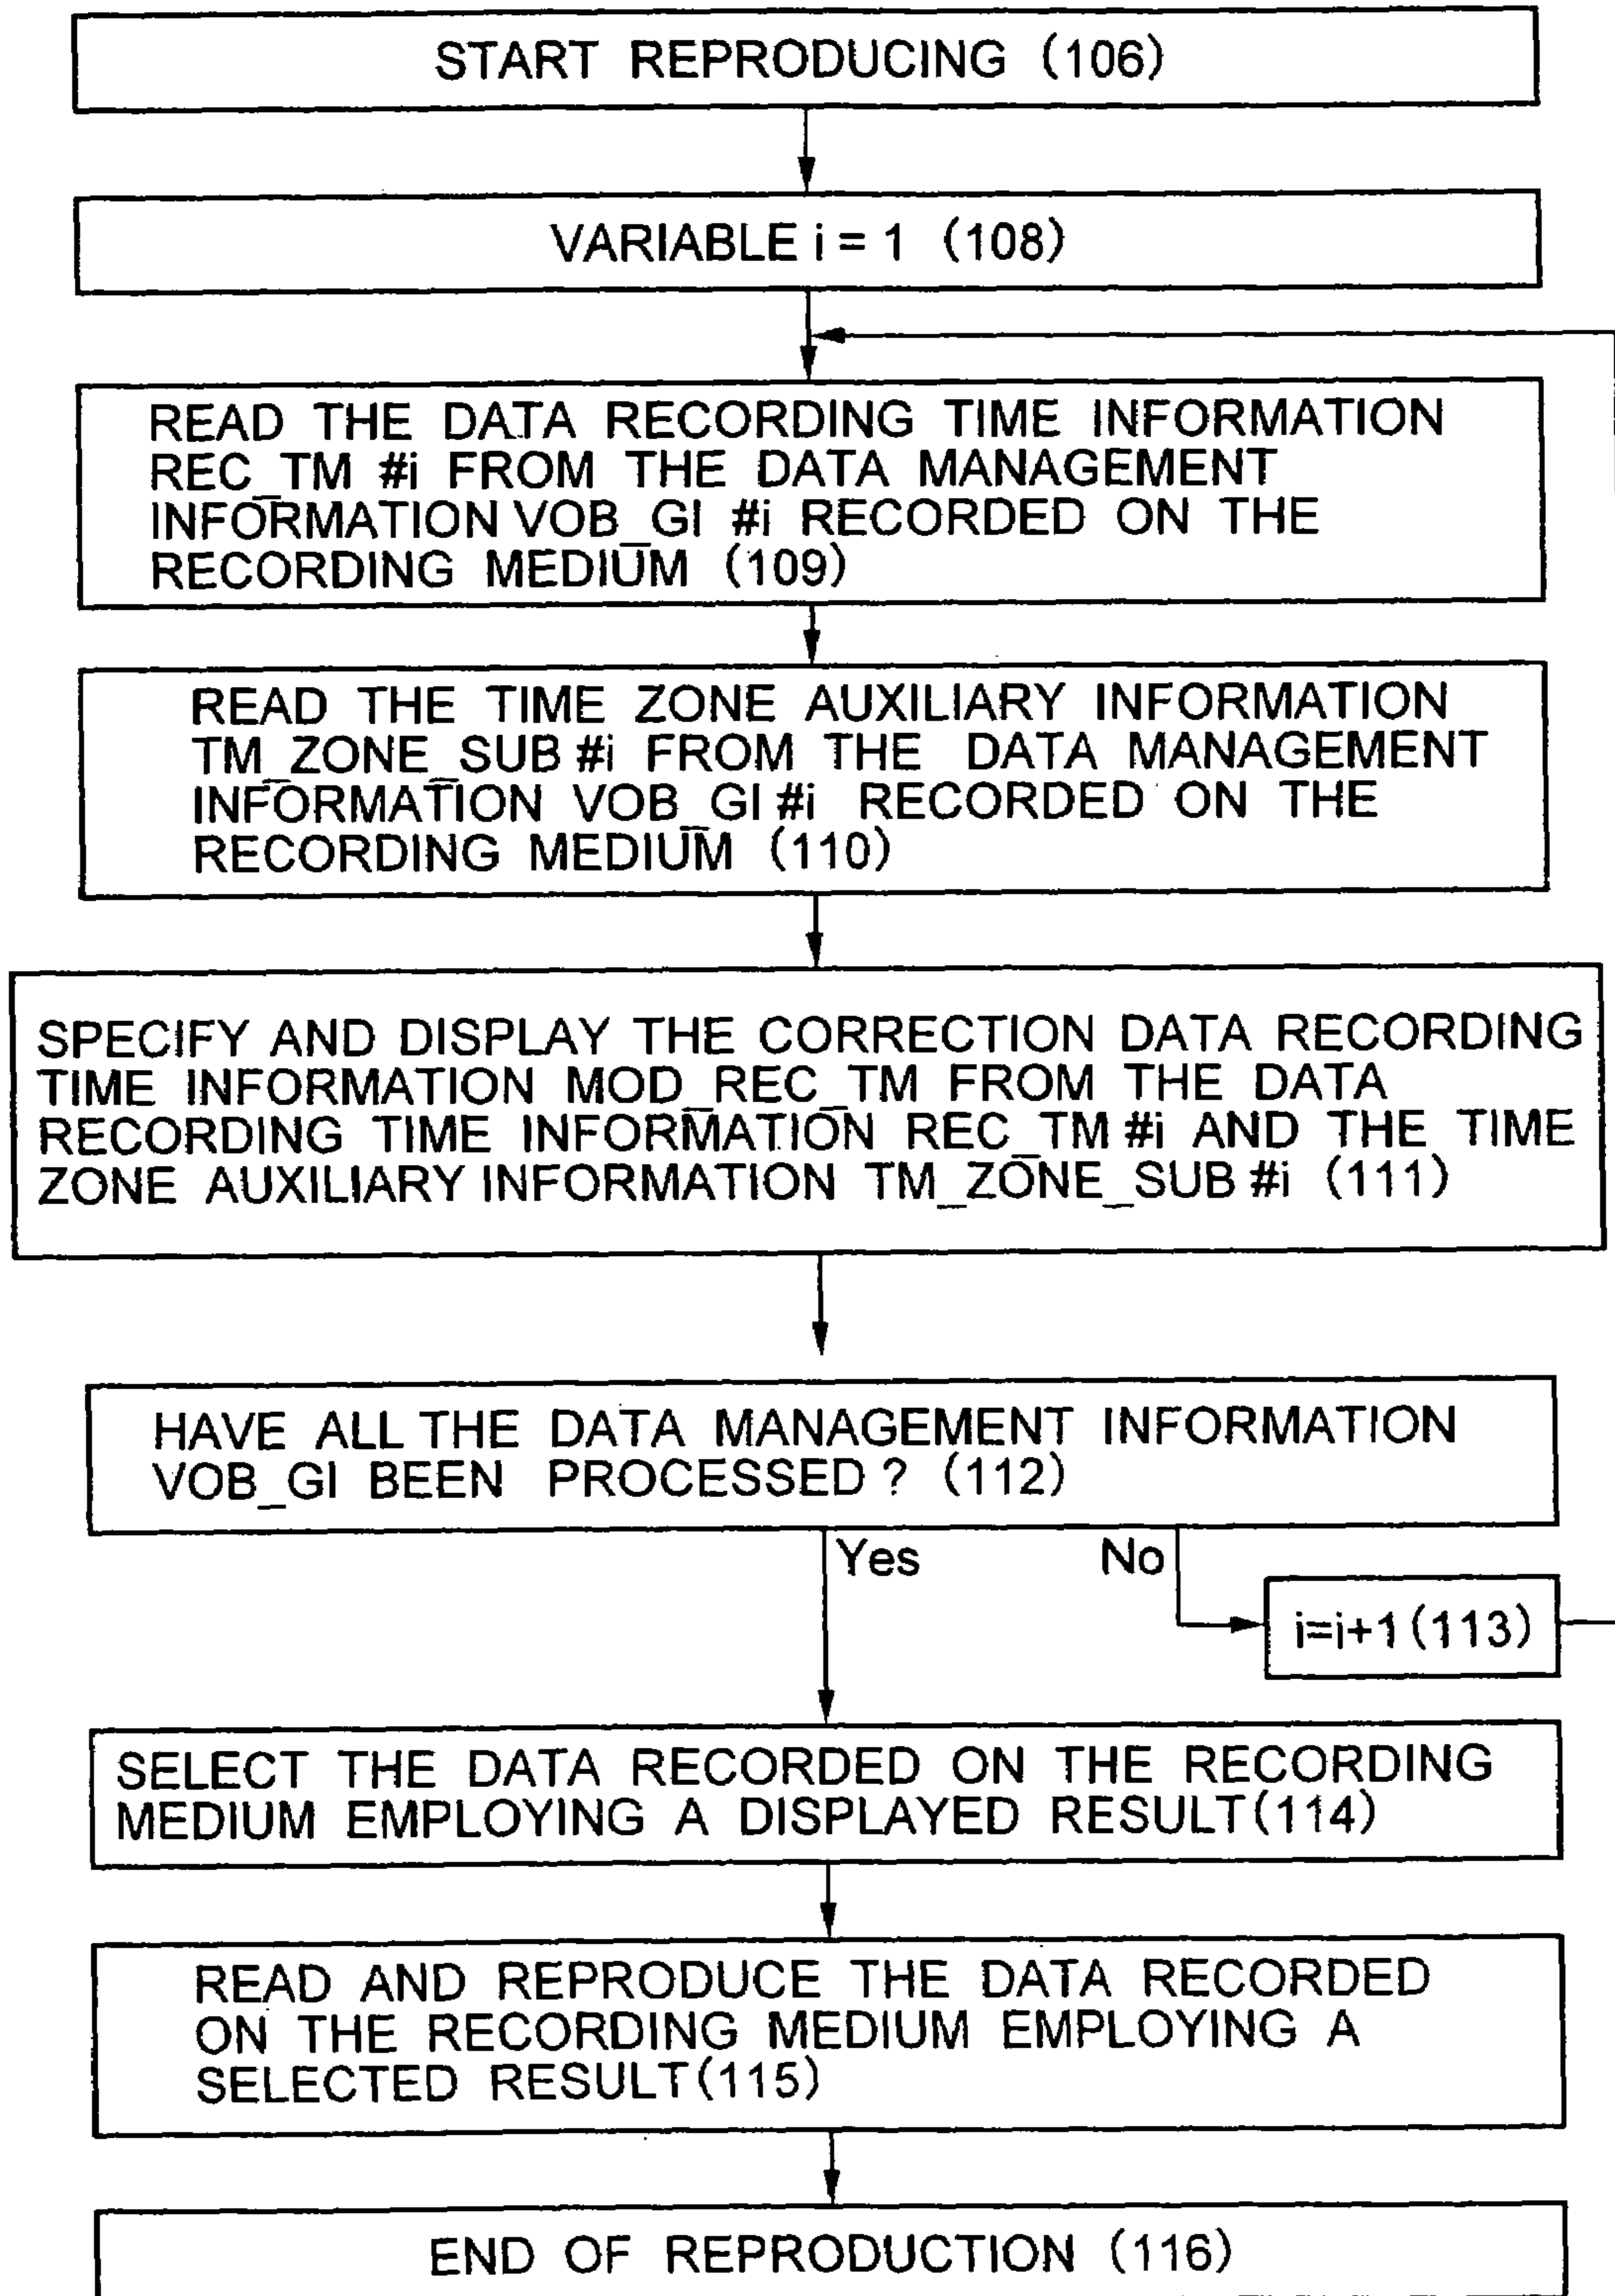 START REPRODUCING (106)
VARIABLE i = 1 (108)
READ THE DATA RECORDING TIME INFORMATION
REC_TM #i FROM THE DATA MANAGEMENT
INFORMATION VOB_GI #i RECORDED ON THE
RECORDING MEDIUM (109)
READ THE TIME ZONE AUXILIARY INFORMATION
TM_ZONE_SUB #i FROM THE DATA MANAGEMENT
INFORMATION VOB_GI #i RECORDED ON THE
RECORDING MEDIUM (110)
SPECIFY AND DISPLAY THE CORRECTION DATA RECORDING
TIME INFORMATION MOD_REC_TM FROM THE DATA
RECORDING TIME INFORMATION REC_TM #i AND THE TIME
ZONE AUXILIARY INFORMATION TM_ZONE_SUB #i (111)
HAVE ALL THE DATA MANAGEMENT INFORMATION
VOB_GI BEEN PROCESSED ? (112)
Yes No
i=i+1 (113)
SELECT THE DATA RECORDED ON THE RECORDING
MEDIUM EMPLOYING A DISPLAYED RESULT(114)
READ AND REPRODUCE THE DATA RECORDED
ON THE RECORDING MEDIUM EMPLOYING A
SELECTED RESULT(115)
END OF REPRODUCTION (116)